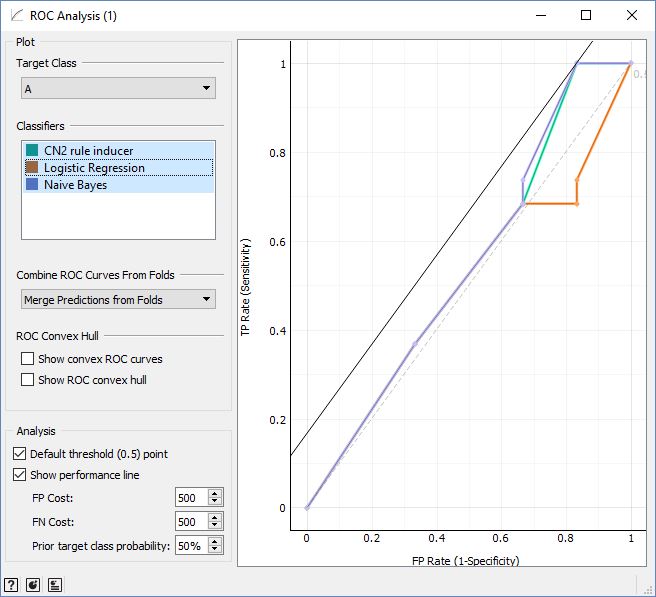 ROC Analysis (1)
Plot
Target Class
A
Classifiers
CN2 rule inducer
Logistic Regression
Naive Bayes
Combine ROC Curves From Folds
Merge Predictions from Folds
ROC Convex Hull
Show convex ROC curves
Show ROC convex hull
Analysis
Default threshold (0.5) point
Show performance line
FP Cost: 500
FN Cost: 500
Prior target class probability: 50%
?
TP Rate (Sensitivity)
1
0.8
0.6
0.4
0.2
0
0 0.2 0.4 0.6 0.8 1
FP Rate (1-Specificity)